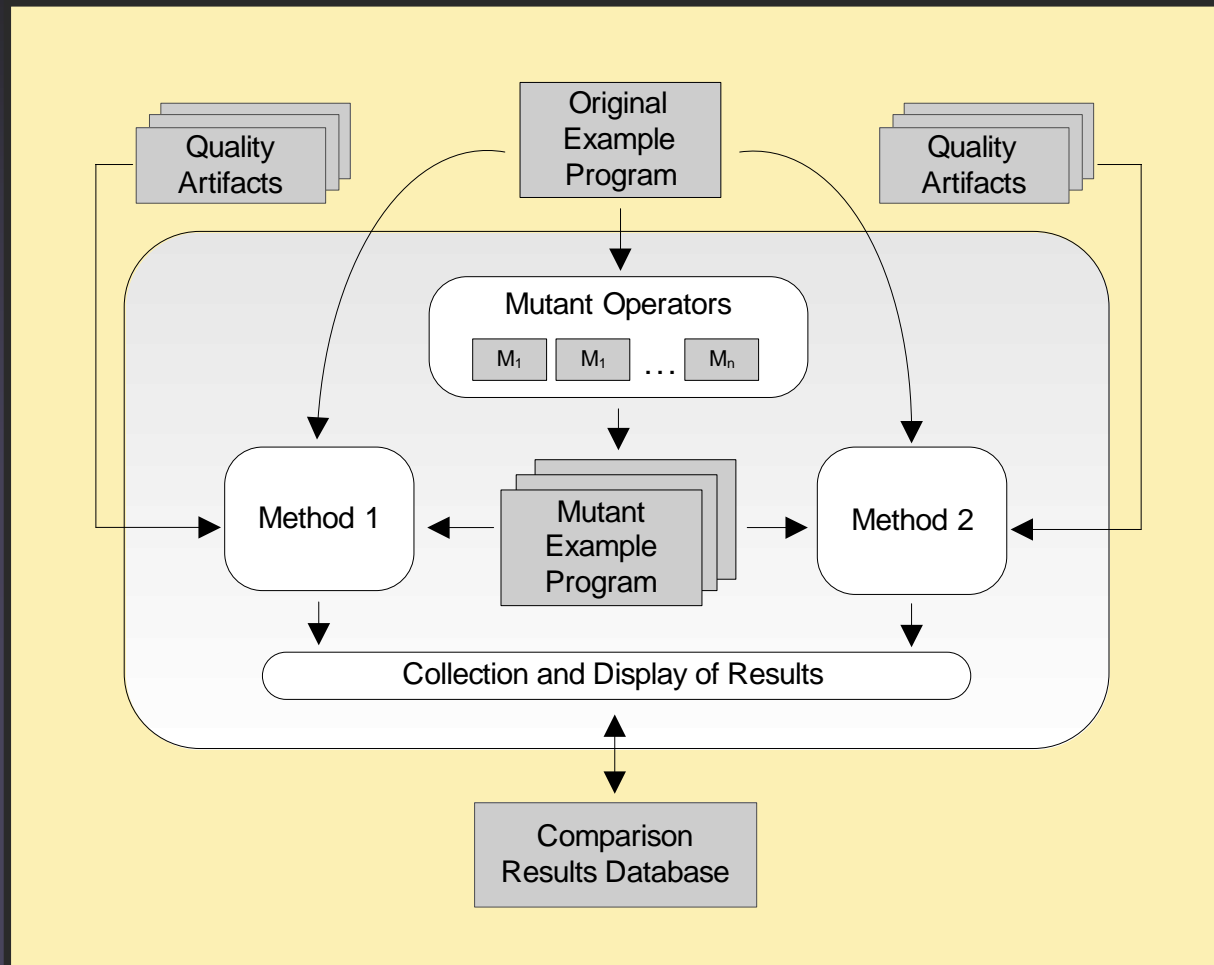 Quality
Artifacts
Original
Example
Program
Quality
Artifacts
Mutant Operators
M₁ M₁ ... Mₙ
Method 1
Mutant
Example
Program
Method 2
Collection and Display of Results
Comparison
Results Database